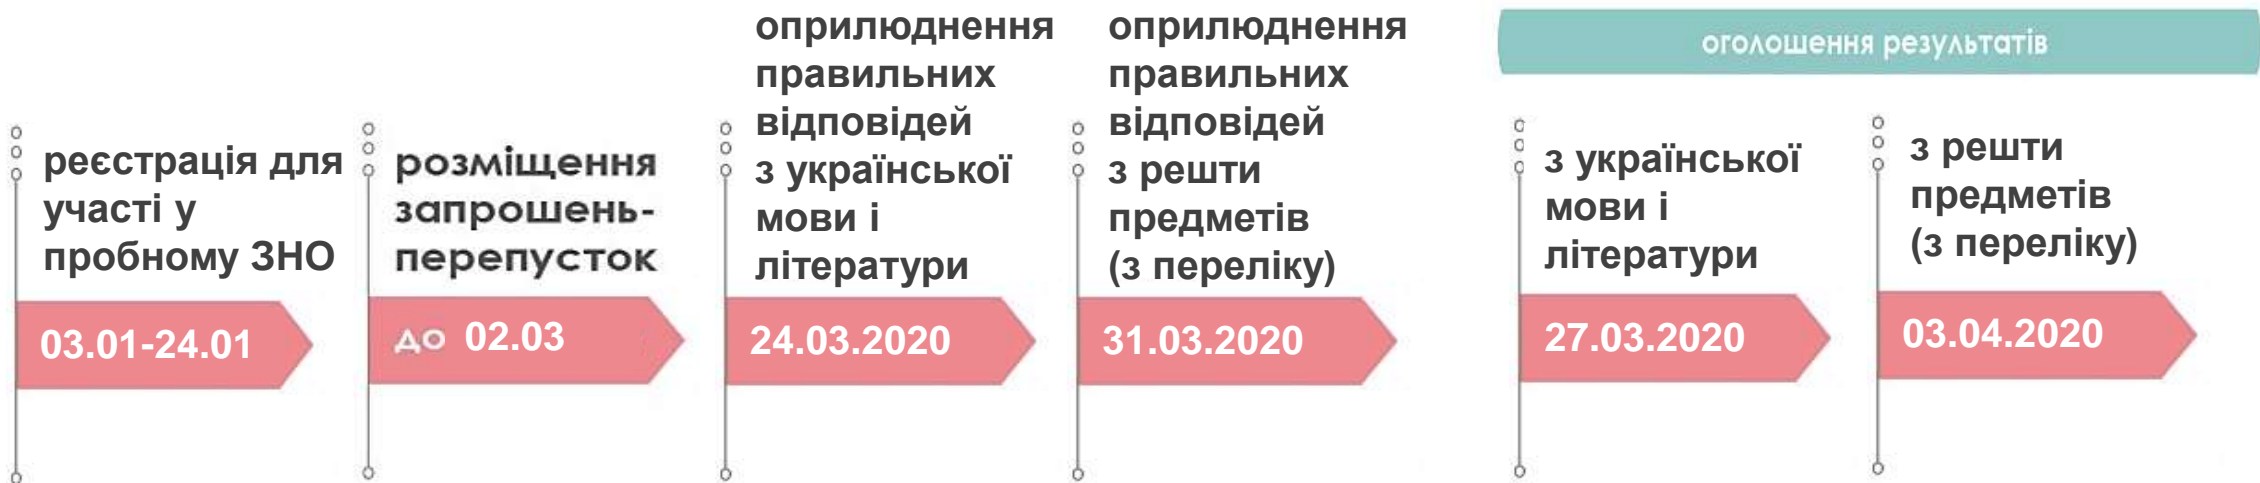 реєстрація для
участі у
пробному ЗНО
03.01-24.01
розміщення
запрошень-
перепусток
до 02.03
оприлюднення
правильних
відповідей
з української
мови і
літератури
24.03.2020
оприлюднення
правильних
відповідей
з решти
предметів
(з переліку)
31.03.2020
оголошення результатів
з української
мови і
літератури
27.03.2020
з решти
предметів
(з переліку)
03.04.2020